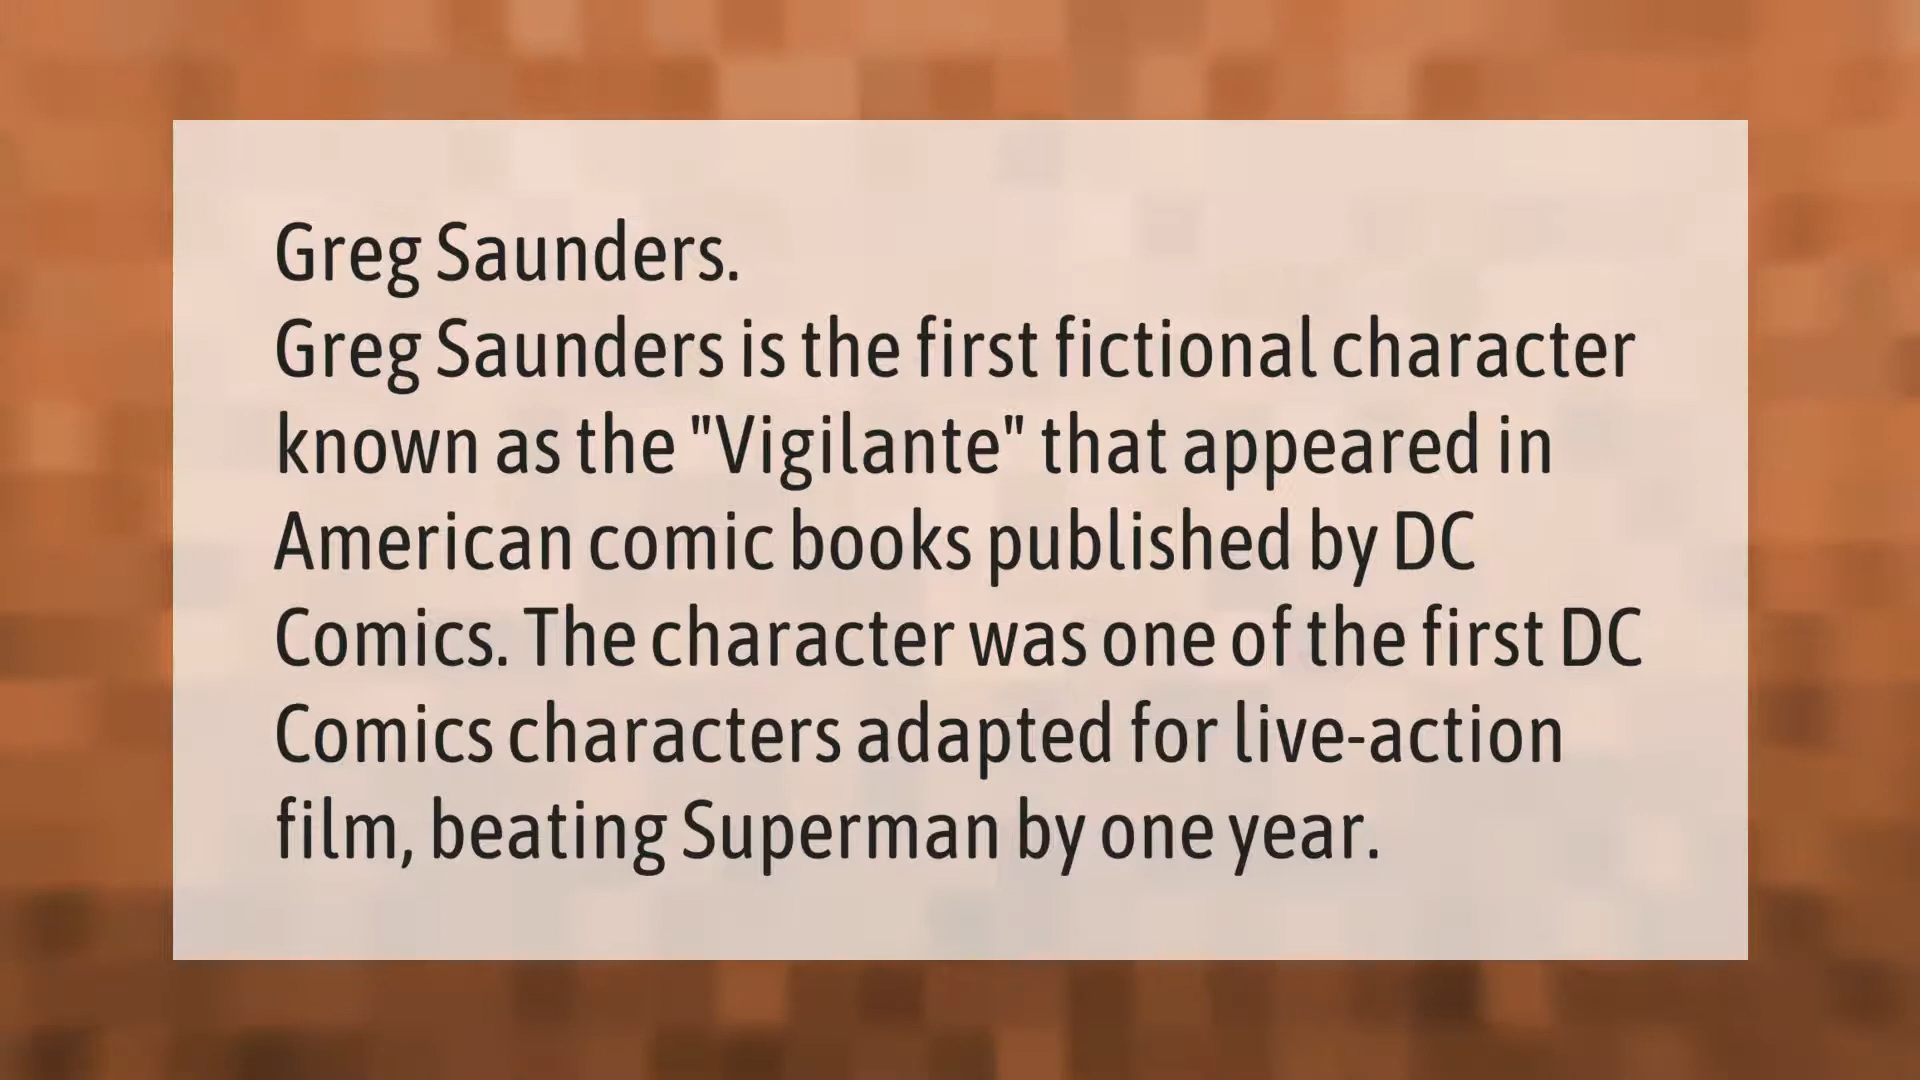 Greg Saunders.
Greg Saunders is the first fictional character
known as the "Vigilante" that appeared in
American comic books published by DC
Comics. The character was one of the first DC
Comics characters adapted for live-action
film, beating Superman by one year.